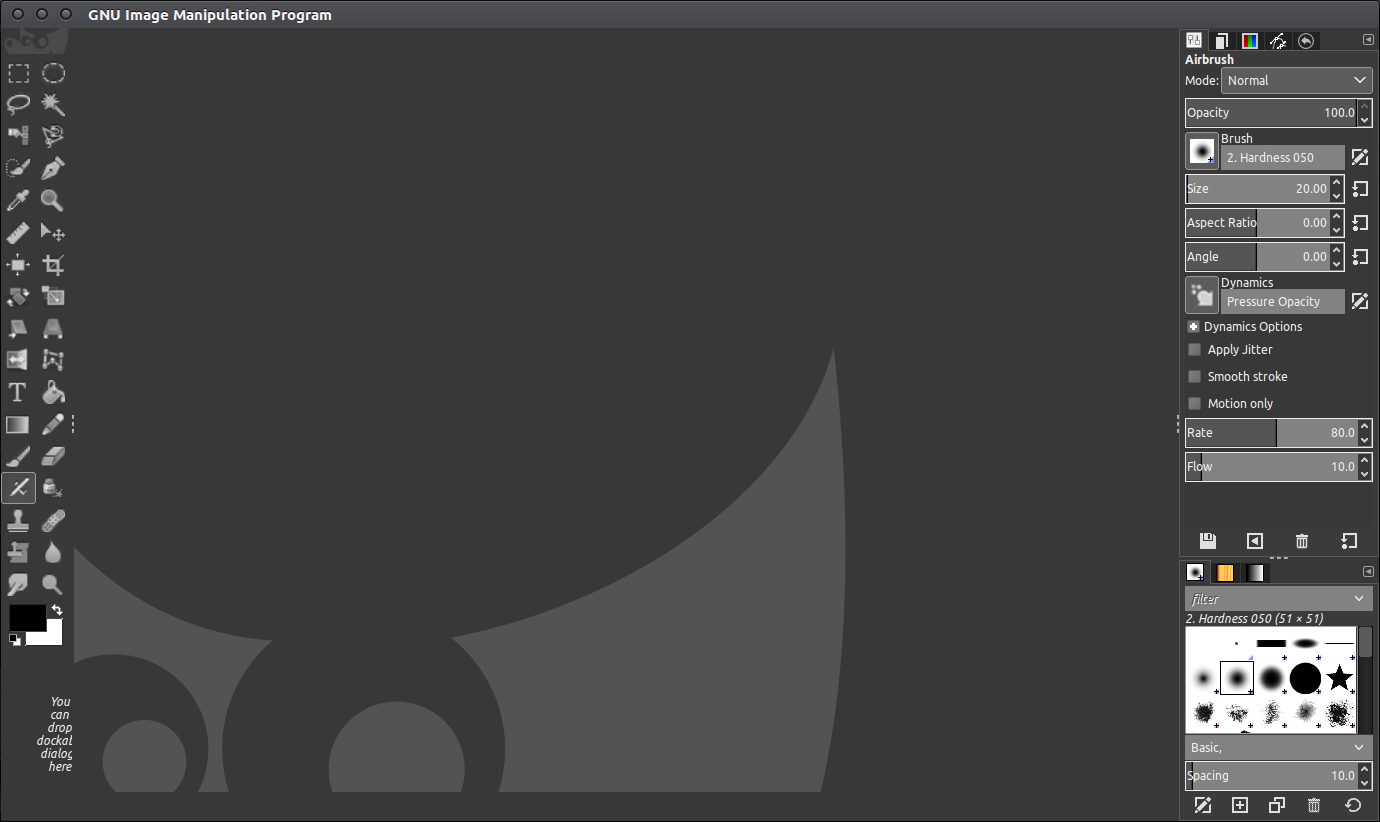 GNU Image Manipulation Program
Airbrush
Mode: Normal
Opacity 100.0
Brush
2. Hardness 050
Size 20.00
Aspect Ratio 0.00
Angle 0.00
Dynamics
Pressure Opacity
Dynamics Options
Apply Jitter
Smooth stroke
Motion only
Rate 80.0
Flow 10.0
filter
2. Hardness 050 (51 × 51)
Basic,
Spacing 10.0
You
can
drop
dockab
dialog
here